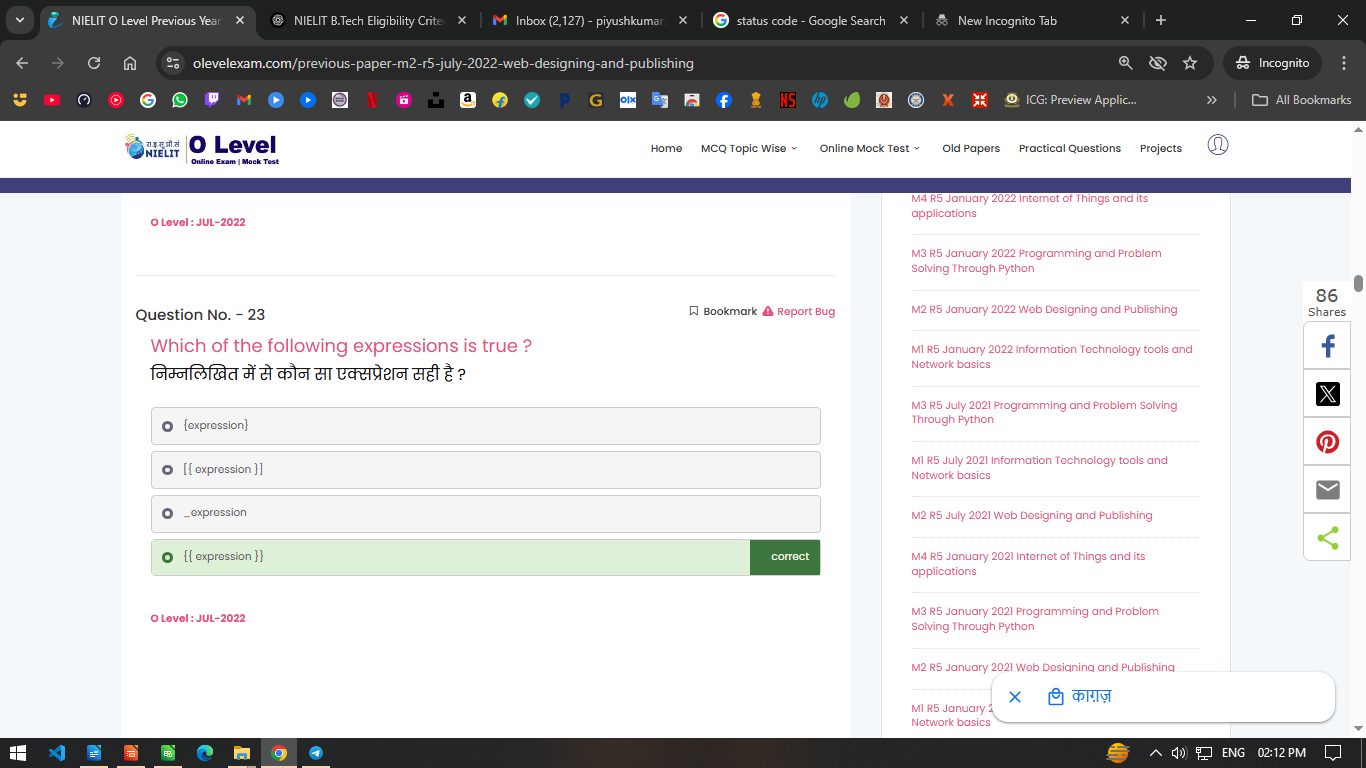 NIELIT O Level Previous Year
NIELIT B.Tech Eligibility Criter
Inbox (2,127) - piyushkumar
status code - Google Search
New Incognito Tab
olevelexam.com/previous-paper-m2-r5-july-2022-web-designing-and-publishing
Incognito
ICG: Preview Applic...
All Bookmarks
रा.इ.सू.प्रौ.सं
NIELIT
O Level
Online Exam | Mock Test
Home
MCQ Topic Wise
Online Mock Test
Old Papers
Practical Questions
Projects
O Level : JUL-2022
Question No. - 23
Bookmark
Report Bug
Which of the following expressions is true ?
निम्नलिखित में से कौन सा एक्सप्रेशन सही है ?
{expression}
[{ expression }]
_expression
{{ expression }}
correct
O Level : JUL-2022
M4 R5 January 2022 Internet of Things and its
applications
M3 R5 January 2022 Programming and Problem
Solving Through Python
M2 R5 January 2022 Web Designing and Publishing
M1 R5 January 2022 Information Technology tools and
Network basics
M3 R5 July 2021 Programming and Problem Solving
Through Python
M1 R5 July 2021 Information Technology tools and
Network basics
M2 R5 July 2021 Web Designing and Publishing
M4 R5 January 2021 Internet of Things and its
applications
M3 R5 January 2021 Programming and Problem
Solving Through Python
M2 R5 January 2021 Web Designing and Publishing
M1 R5 January 2
Network basics
86
Shares
काग़ज़
ENG
02:12 PM